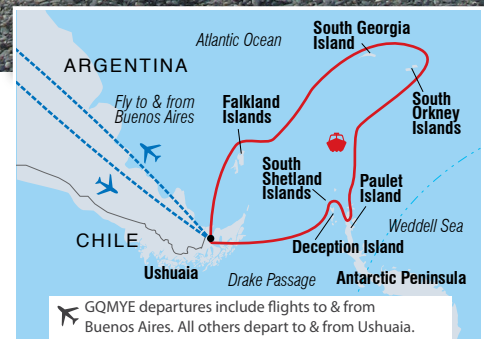 South Georgia
Island
Atlantic Ocean
ARGENTINA
Fly to & from
Buenos Aires
Falkland
Islands
South
Orkney
Islands
South
Shetland
Islands
Paulet
Island
Weddell Sea
CHILE
Deception Island
Ushuaia
Drake Passage
Antarctic Peninsula
GQMYE departures include flights to & from
Buenos Aires. All others depart to & from Ushuaia.